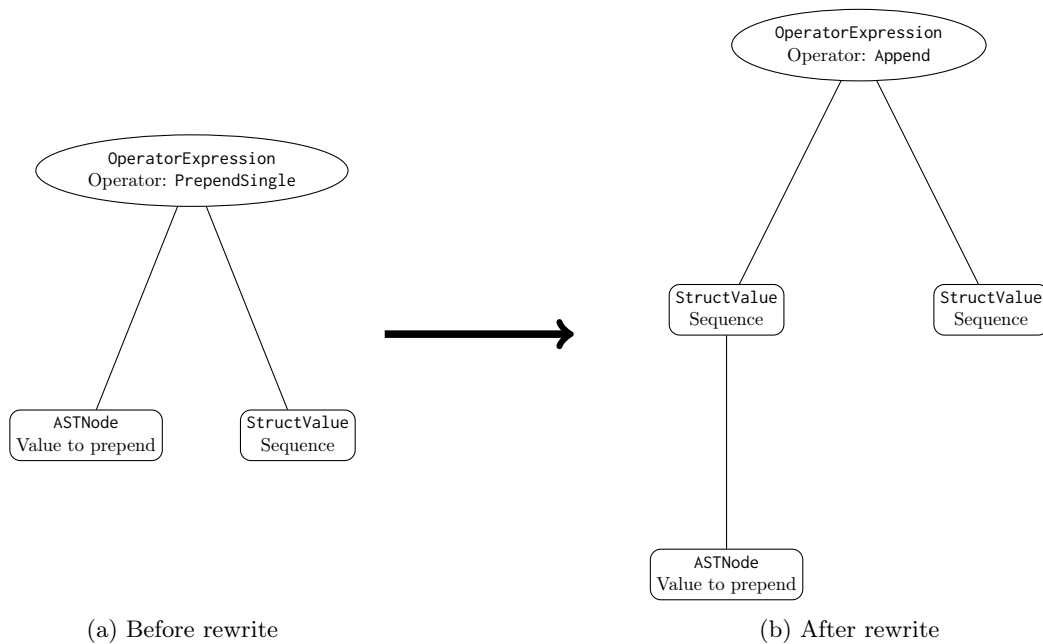 OperatorExpression
Operator: PrependSingle
ASTNode
Value to prepend
StructValue
Sequence
(a) Before rewrite
OperatorExpression
Operator: Append
StructValue
Sequence
StructValue
Sequence
ASTNode
Value to prepend
(b) After rewrite